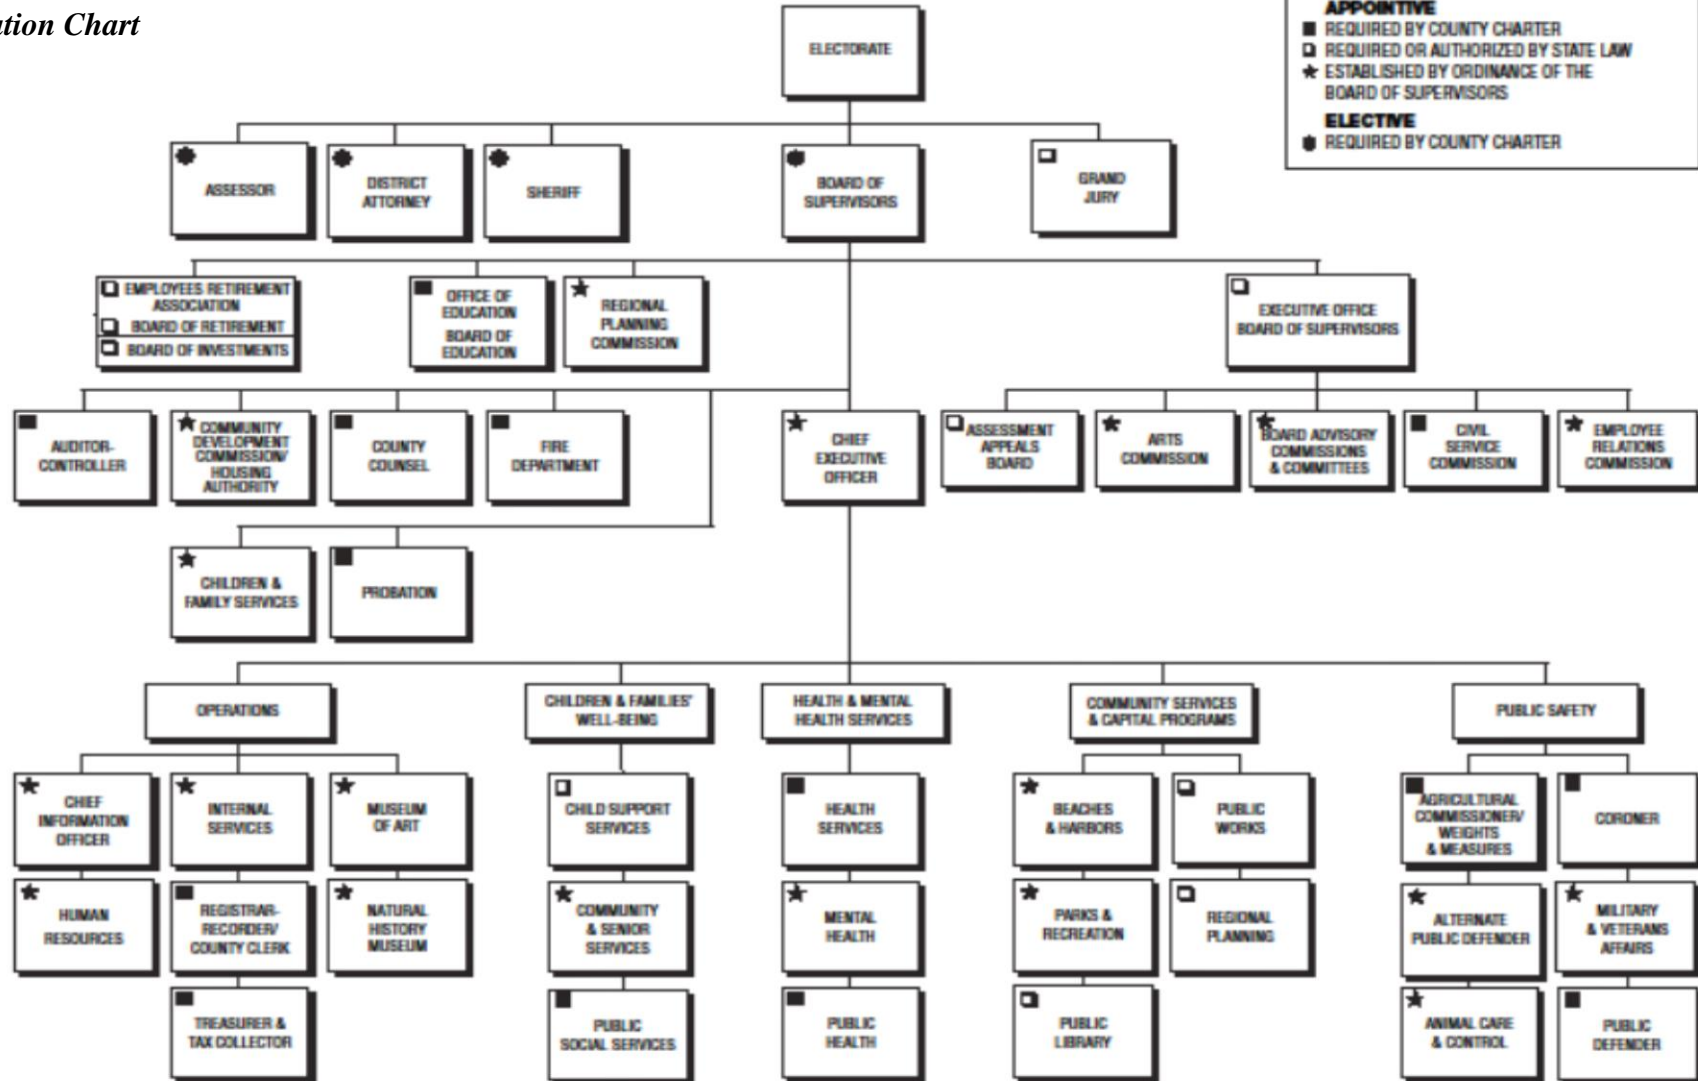 ation Chart
APPOINTIVE
REQUIRED BY COUNTY CHARTER
REQUIRED OR AUTHORIZED BY STATE LAW
ESTABLISHED BY ORDINANCE OF THE
BOARD OF SUPERVISORS
ELECTIVE
REQUIRED BY COUNTY CHARTER
ELECTORATE
ASSESSOR
DISTRICT
ATTORNEY
SHERIFF
BOARD OF
SUPERVISORS
GRAND
JURY
EMPLOYEES RETIREMENT
ASSOCIATION
BOARD OF RETIREMENT
BOARD OF INVESTMENTS
OFFICE OF
EDUCATION
BOARD OF
EDUCATION
REGIONAL
PLANNING
COMMISSION
EXECUTIVE OFFICE
BOARD OF SUPERVISORS
AUDITOR-
CONTROLLER
COMMUNITY
DEVELOPMENT
COMMISSION/
HOUSING
AUTHORITY
COUNTY
COUNSEL
FIRE
DEPARTMENT
CHIEF
EXECUTIVE
OFFICER
ASSESSMENT
APPEALS
BOARD
ARTS
COMMISSION
BOARD ADVISORY
COMMISSIONS
& COMMITTEES
CIVIL
SERVICE
COMMISSION
EMPLOYEE
RELATIONS
COMMISSION
CHILDREN &
FAMILY SERVICES
PROBATION
OPERATIONS
CHILDREN & FAMILIES'
WELL-BEING
HEALTH & MENTAL
HEALTH SERVICES
COMMUNITY SERVICES
& CAPITAL PROGRAMS
PUBLIC SAFETY
CHIEF
INFORMATION
OFFICER
INTERNAL
SERVICES
MUSEUM
OF ART
CHILD SUPPORT
SERVICES
HEALTH
SERVICES
BEACHES
& HARBORS
PUBLIC
WORKS
AGRICULTURAL
COMMISSIONER/
WEIGHTS
& MEASURES
CORONER
HUMAN
RESOURCES
REGISTRAR-
RECORDER/
COUNTY CLERK
NATURAL
HISTORY
MUSEUM
COMMUNITY
& SENIOR
SERVICES
MENTAL
HEALTH
PARKS &
RECREATION
REGIONAL
PLANNING
ALTERNATE
PUBLIC DEFENDER
MILITARY
& VETERANS
AFFAIRS
TREASURER &
TAX COLLECTOR
PUBLIC
SOCIAL SERVICES
PUBLIC
HEALTH
PUBLIC
LIBRARY
ANIMAL CARE
& CONTROL
PUBLIC
DEFENDER